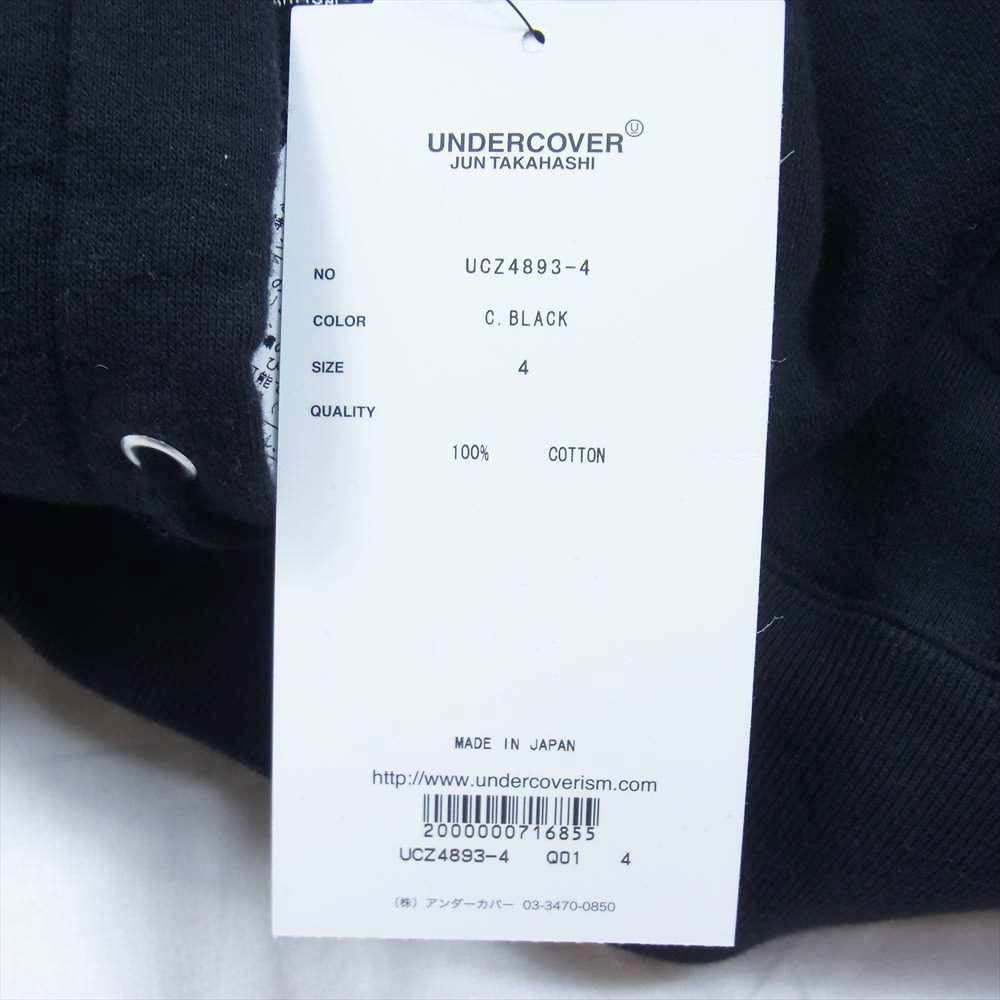 UNDERCOVER Ⓤ
JUN TAKAHASHI
NO UCZ4893-4
COLOR C.BLACK
SIZE 4
QUALITY
100% COTTON
MADE IN JAPAN
http://www.undercoverism.com
2000000716855
UCZ4893-4 Q01 4
(株) アンダーカバー 03-3470-0850